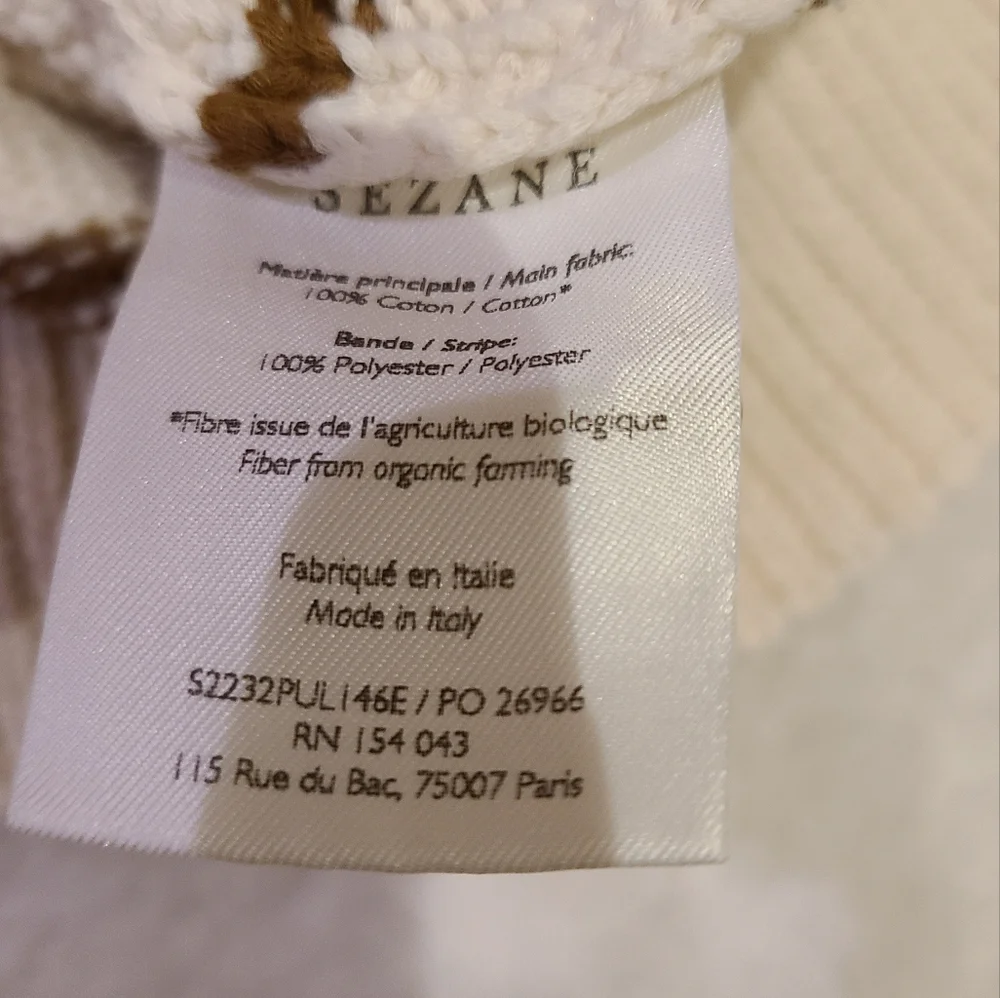 SEZANE
Matière principale / Main fabric:
100% Coton / Cotton*
Bande / Stripe:
100% Polyester / Polyester
*Fibre issue de l'agriculture biologique
Fiber from organic farming
Fabriqué en Italie
Made in Italy
S2232PUL146E / PO 26966
RN 154 043
115 Rue du Bac, 75007 Paris